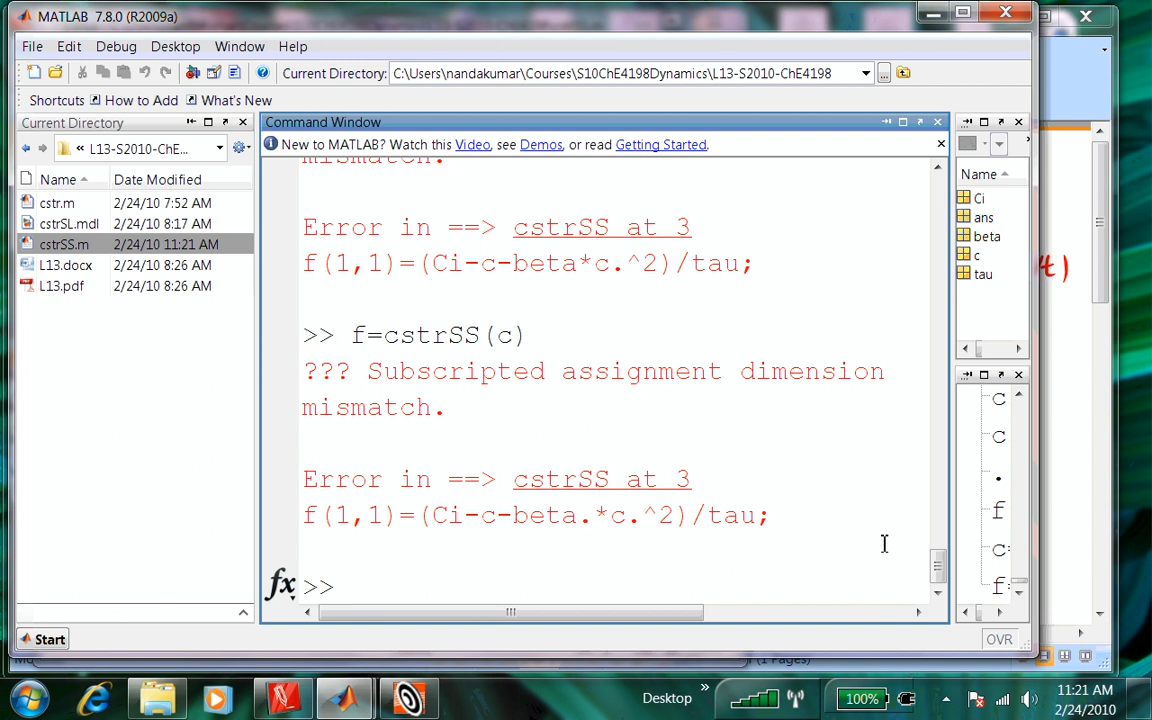 MATLAB 7.8.0 (R2009a)
File Edit Debug Desktop Window Help
Current Directory: C:\Users\nandakumar\Courses\S10ChE4198Dynamics\L13-S2010-ChE4198
Shortcuts How to Add What's New
Current Directory
« L13-S2010-ChE...
Name Date Modified
cstr.m 2/24/10 7:52 AM
cstrSL.mdl 2/24/10 8:17 AM
cstrSS.m 2/24/10 11:21 AM
L13.docx 2/24/10 8:26 AM
L13.pdf 2/24/10 8:26 AM
Command Window
New to MATLAB? Watch this Video, see Demos, or read Getting Started.
mismatch.
Error in ==> cstrSS at 3
f(1,1)=(Ci-c-beta*c.^2)/tau;
>> f=cstrSS(c)
??? Subscripted assignment dimension
mismatch.
Error in ==> cstrSS at 3
f(1,1)=(Ci-c-beta.*c.^2)/tau;
fx >>
Name
Ci
ans
beta
c
tau
c
c
.
f
c=
f=
t)
Start
OVR
(1 Pages)
Desktop »
100%
11:21 AM
2/24/2010